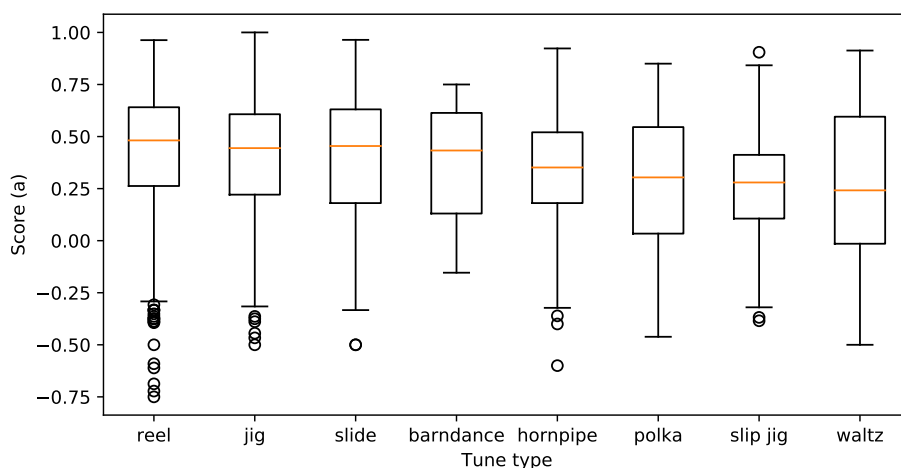 Score (a)
1.00
0.75
0.50
0.25
0.00
−0.25
−0.50
−0.75
reel jig slide barndance hornpipe polka slip jig waltz
Tune type